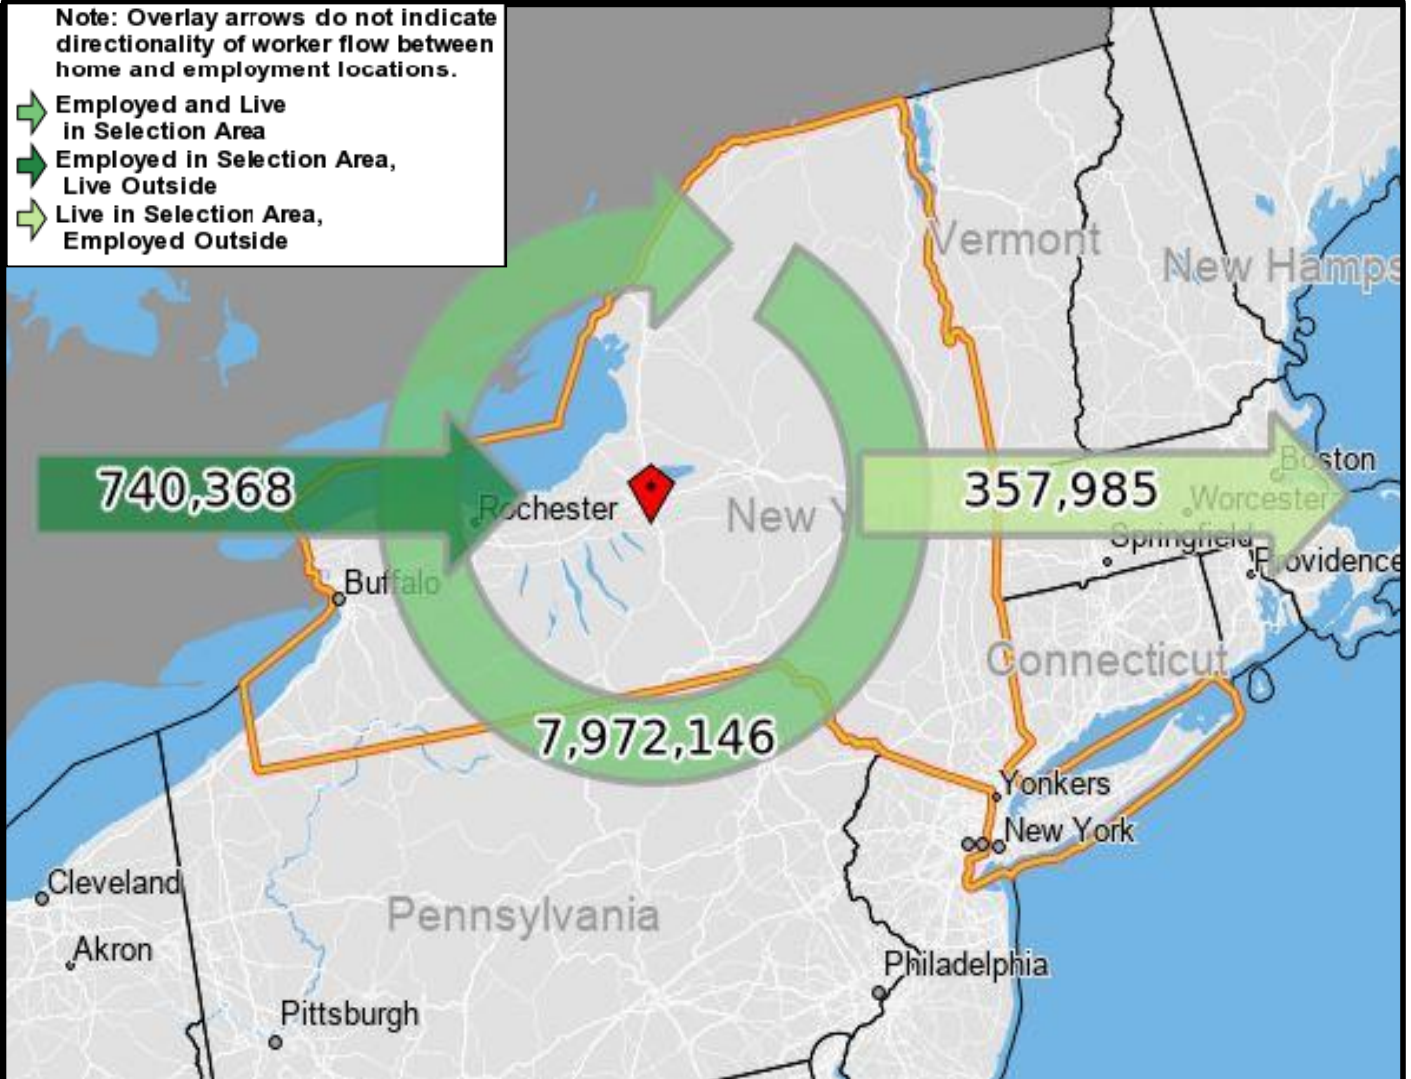 Note: Overlay arrows do not indicate
directionality of worker flow between
home and employment locations.
Employed and Live
in Selection Area
Employed in Selection Area,
Live Outside
Live in Selection Area,
Employed Outside
Vermont
New Hamps
740,368
357,985
Boston
Rochester
New Y
Worcester
Springfield
Providence
Buffalo
Connecticut
7,972,146
Yonkers
New York
Cleveland
Pennsylvania
Akron
Philadelphia
Pittsburgh